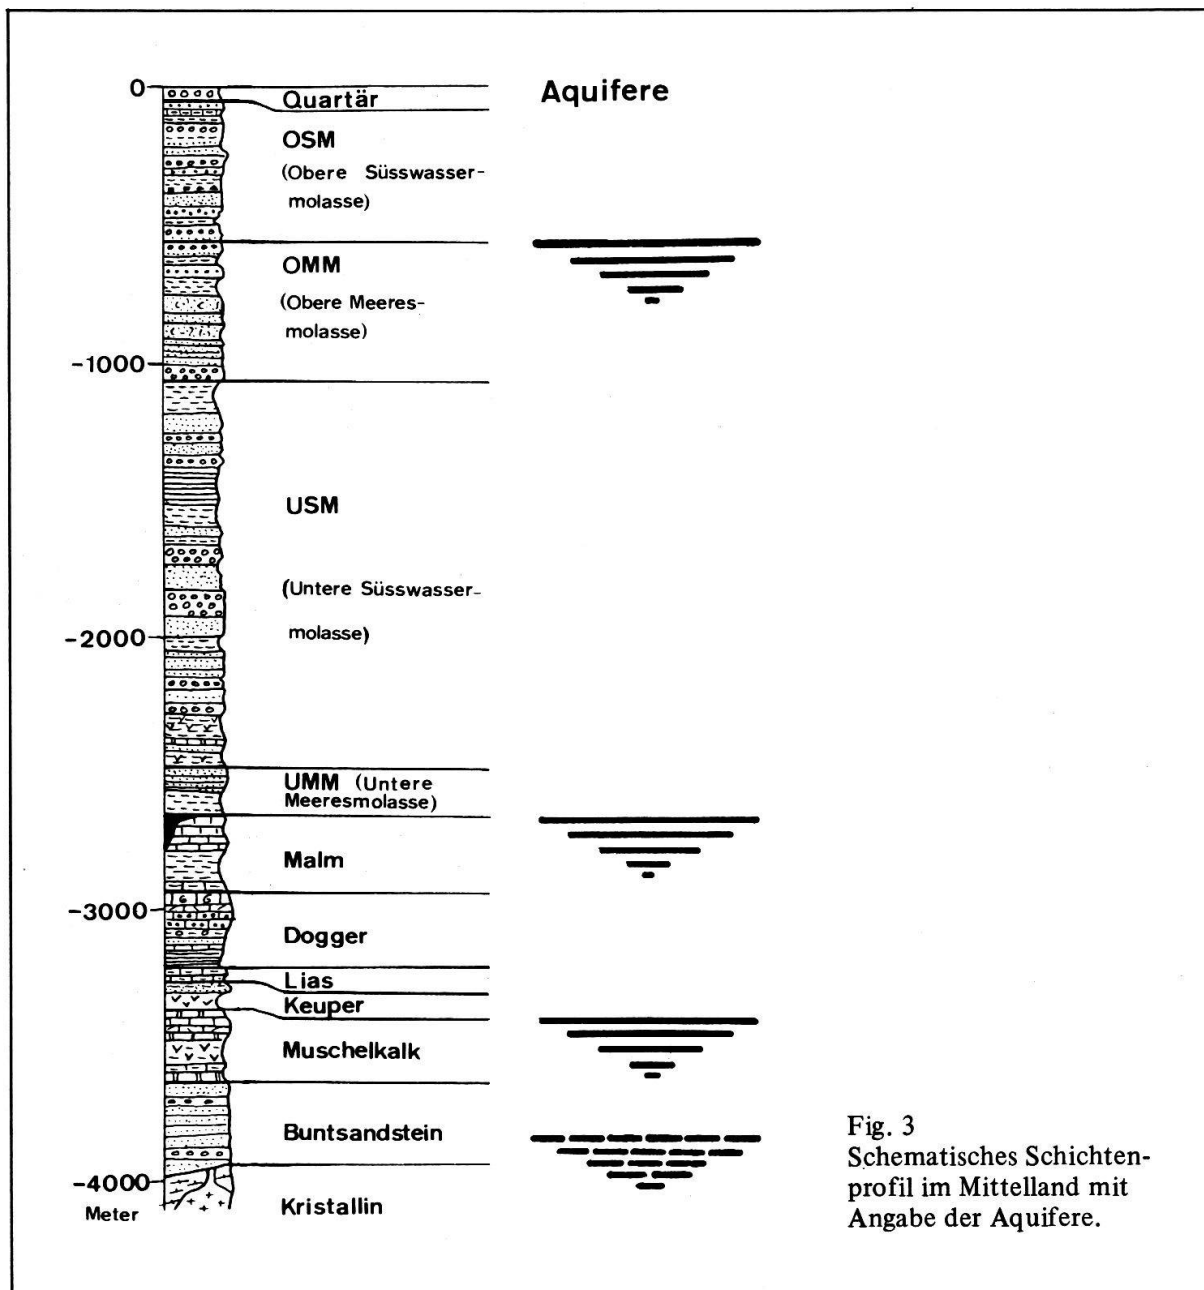 0
Aquifere
Quartär
OSM
(Obere Süsswasser-
molasse)
OMM
(Obere Meeres-
molasse)
-1000
USM
(Untere Süsswasser-
molasse)
-2000
UMM (Untere
Meeresmolasse)
Malm
-3000
Dogger
Lias
Keuper
Muschelkalk
Buntsandstein
-4000
Meter
Kristallin
Fig. 3
Schematisches Schichten-
profil im Mittelland mit
Angabe der Aquifere.